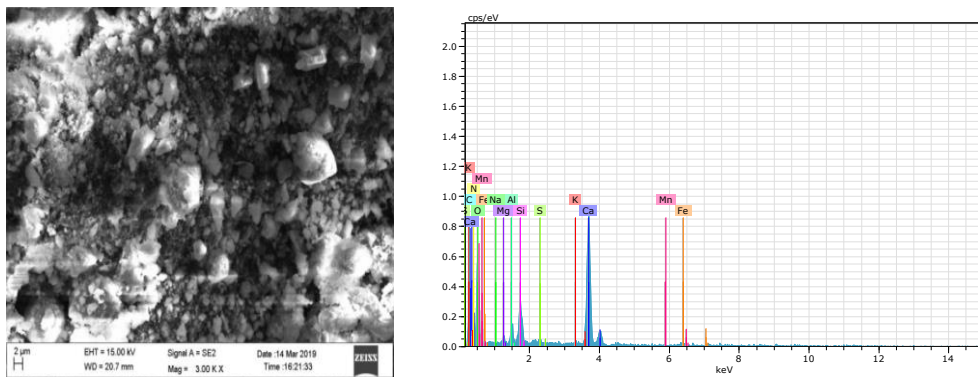 2 µm
EHT = 15.00 kV
Signal A = SE2
Date :14 Mar 2019
WD = 20.7 mm
Mag = 3.00 K X
Time :16:21:33
ZEISS
cps/eV
2.0
1.8
1.6
1.4
1.2
1.0
0.8
0.6
0.4
0.2
0.0
K
Mn
N
C Fe Na Al
S O Mg Si S K Ca Mn Fe
Ca
2 4 6 8 10 12 14
keV